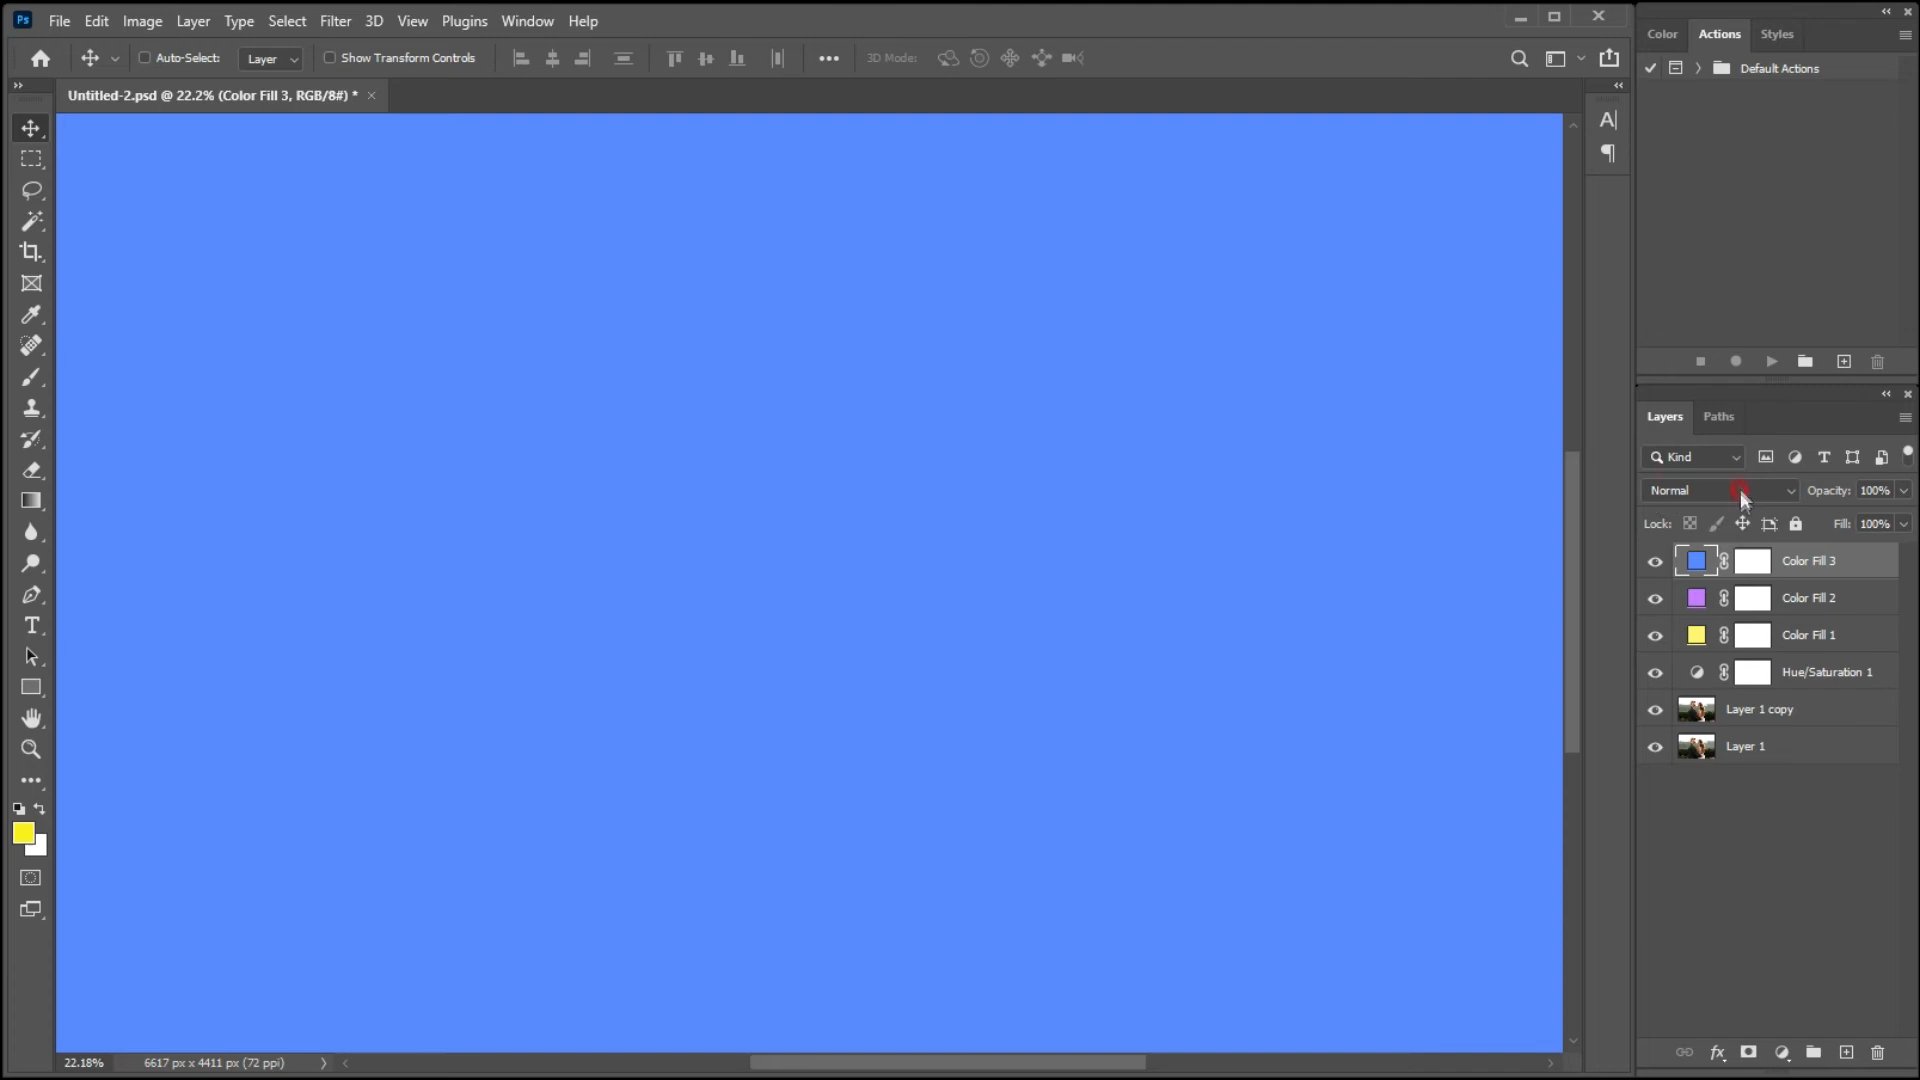 Ps File Edit Image Layer Type Select Filter 3D View Plugins Window Help
Auto-Select: Layer Show Transform Controls 3D Mode:
Untitled-2.psd @ 22.2% (Color Fill 3, RGB/8#) *
Color Actions Styles
Default Actions
Layers Paths
Kind
Normal Opacity: 100%
Lock: Fill: 100%
Color Fill 3
Color Fill 2
Color Fill 1
Hue/Saturation 1
Layer 1 copy
Layer 1
22.18% 6617 px x 4411 px (72 ppi)